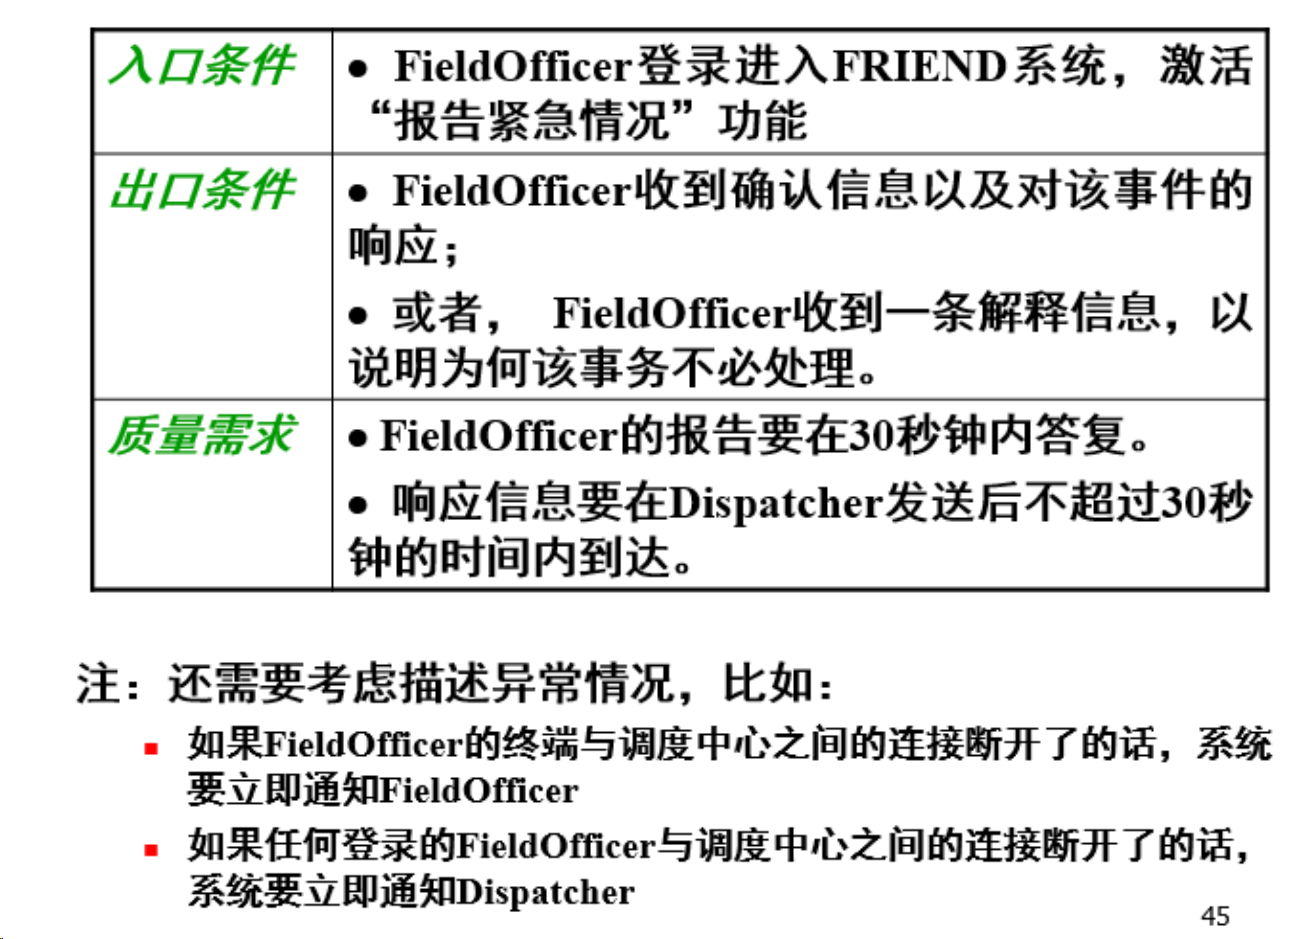 入口条件
● FieldOfficer登录进入FRIEND系统，激活
“报告紧急情况”功能
出口条件
● FieldOfficer收到确认信息以及对该事件的
响应；
● 或者， FieldOfficer收到一条解释信息，以
说明为何该事务不必处理。
质量需求
● FieldOfficer的报告要在30秒钟内答复。
● 响应信息要在Dispatcher发送后不超过30秒
钟的时间内到达。
注：还需要考虑描述异常情况，比如：
如果FieldOfficer的终端与调度中心之间的连接断开了的话，系统
要立即通知FieldOfficer
如果任何登录的FieldOfficer与调度中心之间的连接断开了的话，
系统要立即通知Dispatcher
45